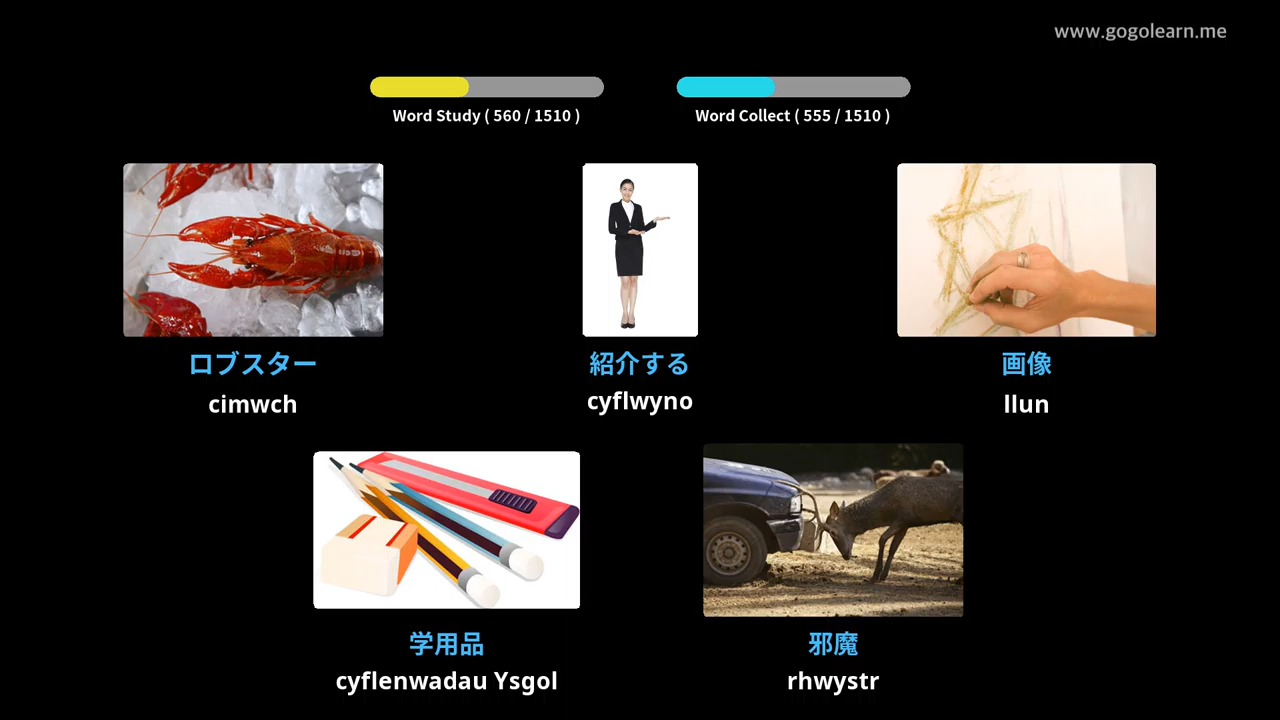 www.gogolearn.me
Word Study ( 560 / 1510 )
Word Collect ( 555 / 1510 )
ロブスター
cimwch
紹介する
cyflwyno
画像
llun
学用品
cyflenwadau Ysgol
邪魔
rhwystr